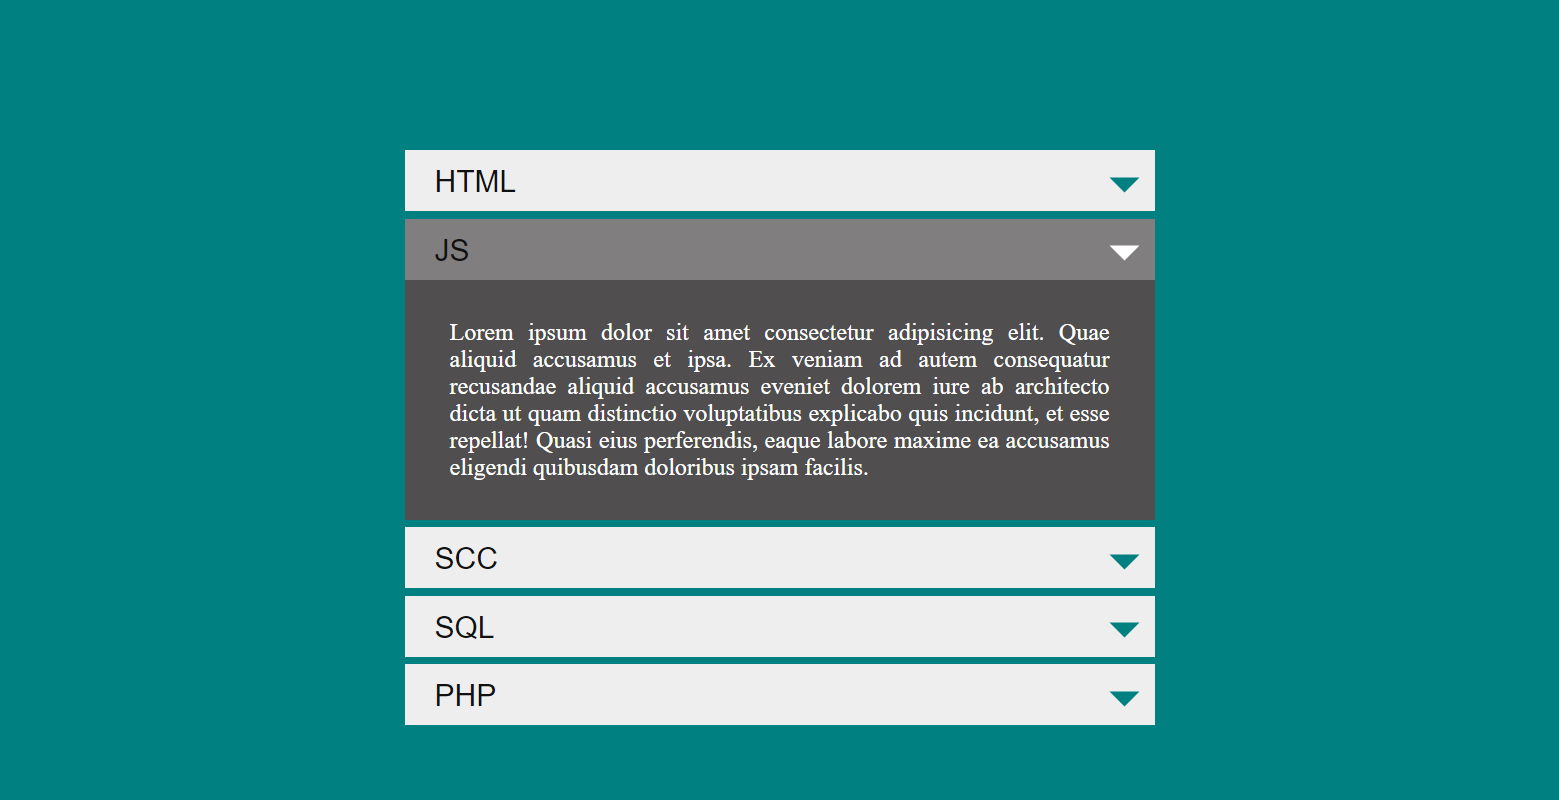 HTML
JS
Lorem ipsum dolor sit amet consectetur adipisicing elit. Quae
aliquid accusamus et ipsa. Ex veniam ad autem consequatur
recusandae aliquid accusamus eveniet dolorem iure ab architecto
dicta ut quam distinctio voluptatibus explicabo quis incidunt, et esse
repellat! Quasi eius perferendis, eaque labore maxime ea accusamus
eligendi quibusdam doloribus ipsam facilis.
SCC
SQL
PHP